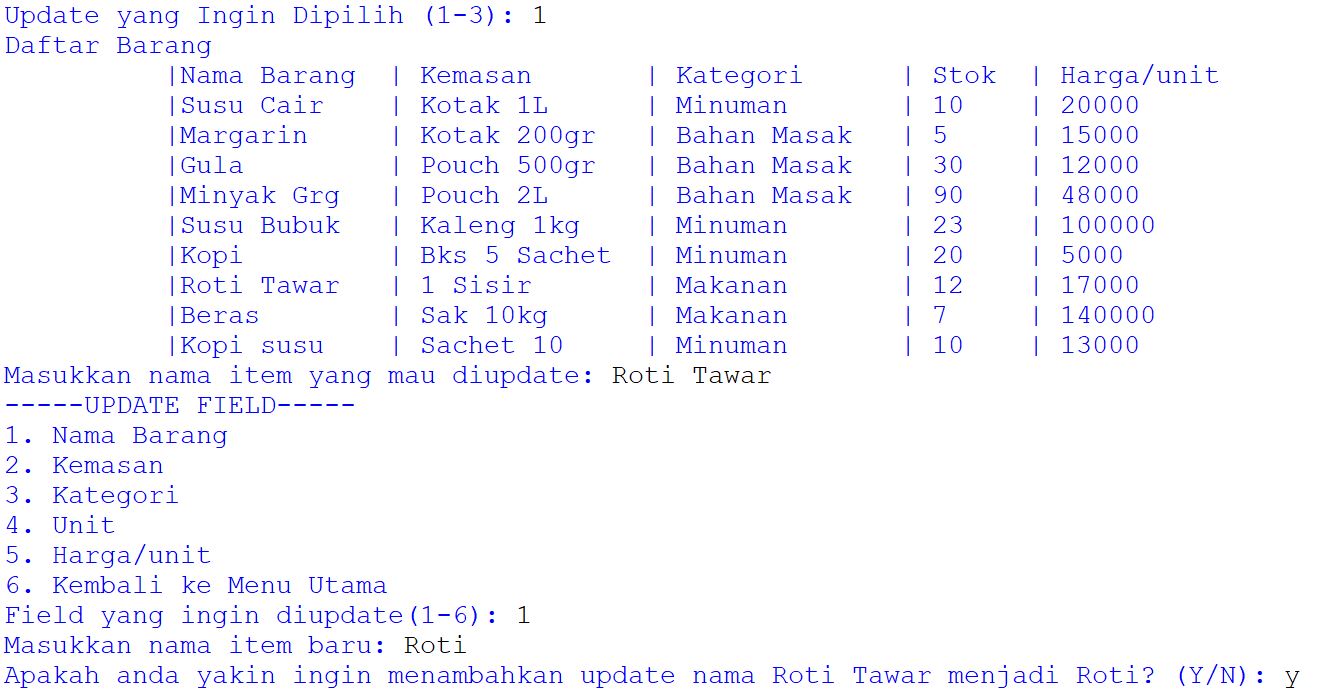 Update yang Ingin Dipilih (1-3): 1
Daftar Barang
|Nama Barang | Kemasan | Kategori | Stok | Harga/unit
|Susu Cair | Kotak 1L | Minuman | 10 | 20000
|Margarin | Kotak 200gr | Bahan Masak | 5 | 15000
|Gula | Pouch 500gr | Bahan Masak | 30 | 12000
|Minyak Grg | Pouch 2L | Bahan Masak | 90 | 48000
|Susu Bubuk | Kaleng 1kg | Minuman | 23 | 100000
|Kopi | Bks 5 Sachet | Minuman | 20 | 5000
|Roti Tawar | 1 Sisir | Makanan | 12 | 17000
|Beras | Sak 10kg | Makanan | 7 | 140000
|Kopi susu | Sachet 10 | Minuman | 10 | 13000
Masukkan nama item yang mau diupdate: Roti Tawar
-----UPDATE FIELD-----
1. Nama Barang
2. Kemasan
3. Kategori
4. Unit
5. Harga/unit
6. Kembali ke Menu Utama
Field yang ingin diupdate(1-6): 1
Masukkan nama item baru: Roti
Apakah anda yakin ingin menambahkan update nama Roti Tawar menjadi Roti? (Y/N): y